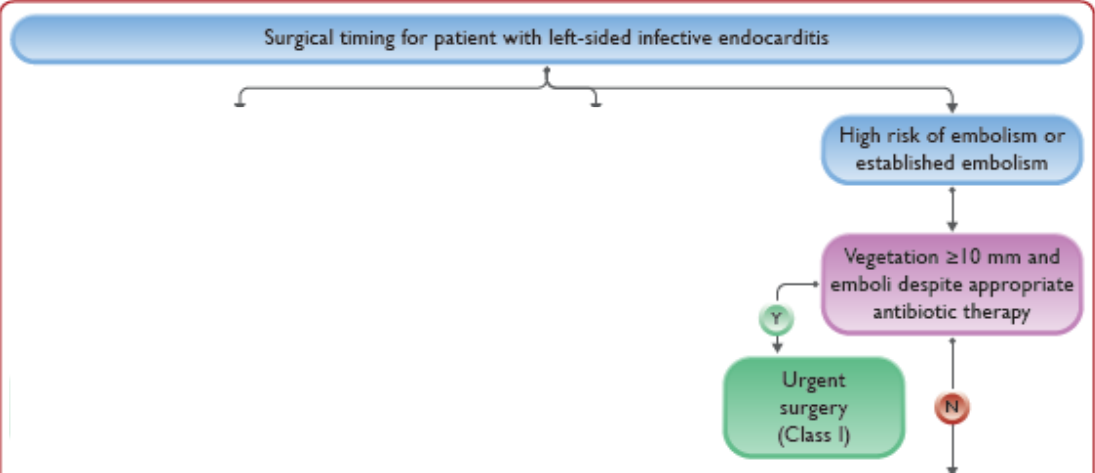 Surgical timing for patient with left-sided infective endocarditis
High risk of embolism or
established embolism
Vegetation ≥10 mm and
emboli despite appropriate
antibiotic therapy
Y
Urgent
surgery
(Class I)
N